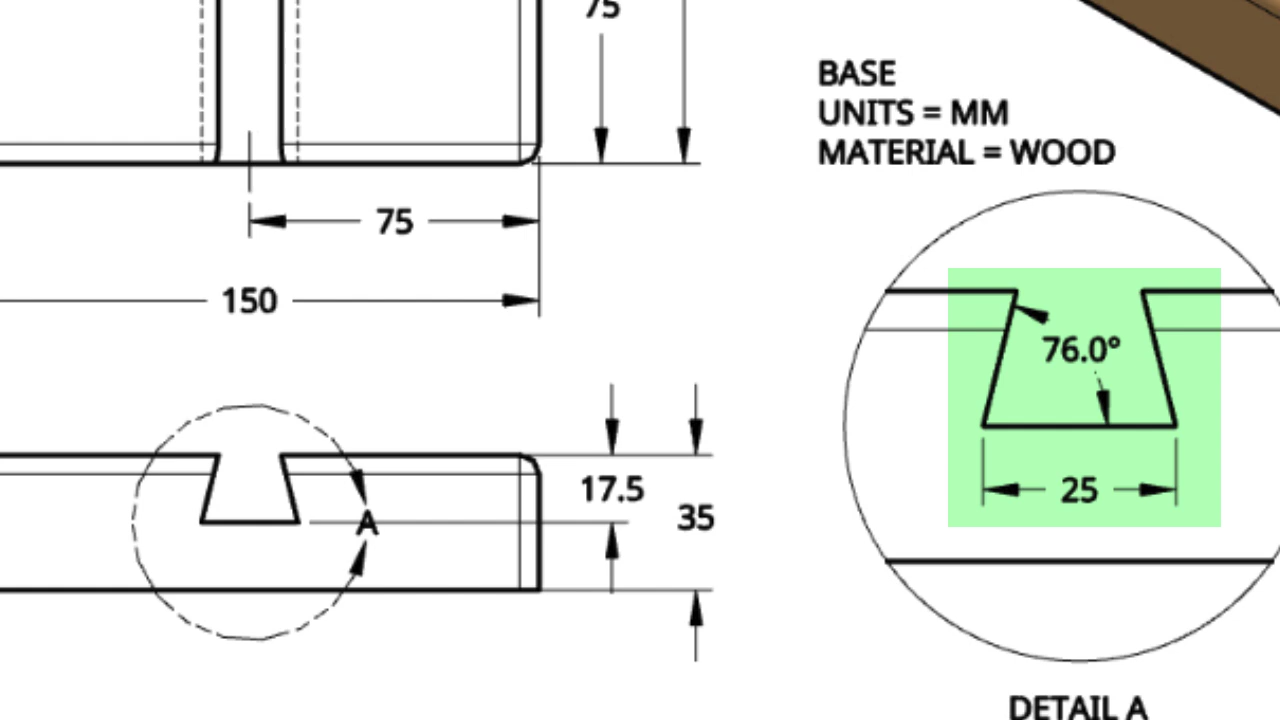 75
BASE
UNITS = MM
MATERIAL = WOOD
75
150
76.0°
17.5
25
35
A
DETAIL A